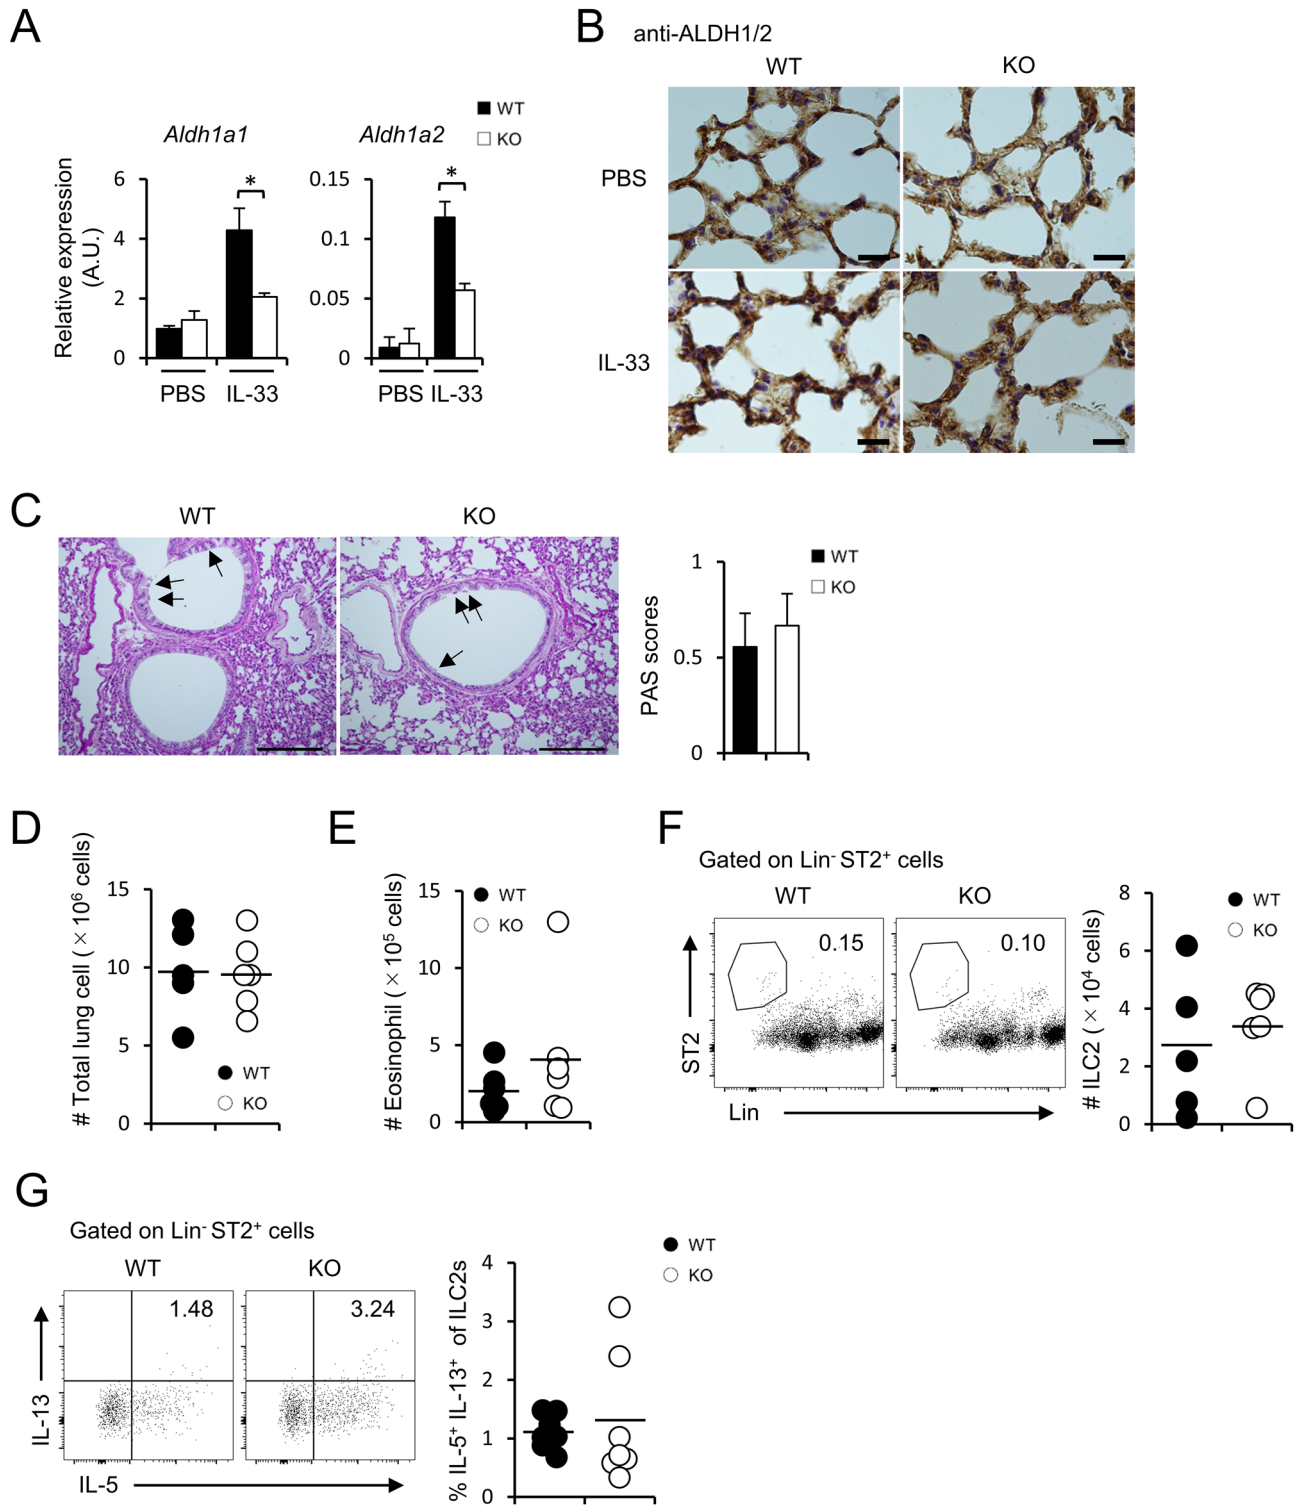 A
WT
KO
Aldh1a1
Aldh1a2
Relative expression
(A.U.)
6
4
2
0
*
PBS
IL-33
0.15
0.1
0.05
0
*
PBS IL-33
B
anti-ALDH1/2
WT
KO
PBS
IL-33
C
WT
KO
PAS scores
1
0.5
0
WT
KO
D
# Total lung cell (×10⁶ cells)
15
10
5
0
WT
KO
E
# Eosinophil (×10⁵ cells)
15
10
5
0
WT
KO
F
Gated on Lin⁻ ST2⁺ cells
WT
KO
0.15
0.10
ST2
Lin
# ILC2 (×10⁴ cells)
8
6
4
2
0
WT
KO
G
Gated on Lin⁻ ST2⁺ cells
WT
KO
1.48
3.24
IL-13
IL-5
% IL-5⁺ IL-13⁺ of ILC2s
4
3
2
1
0
WT
KO